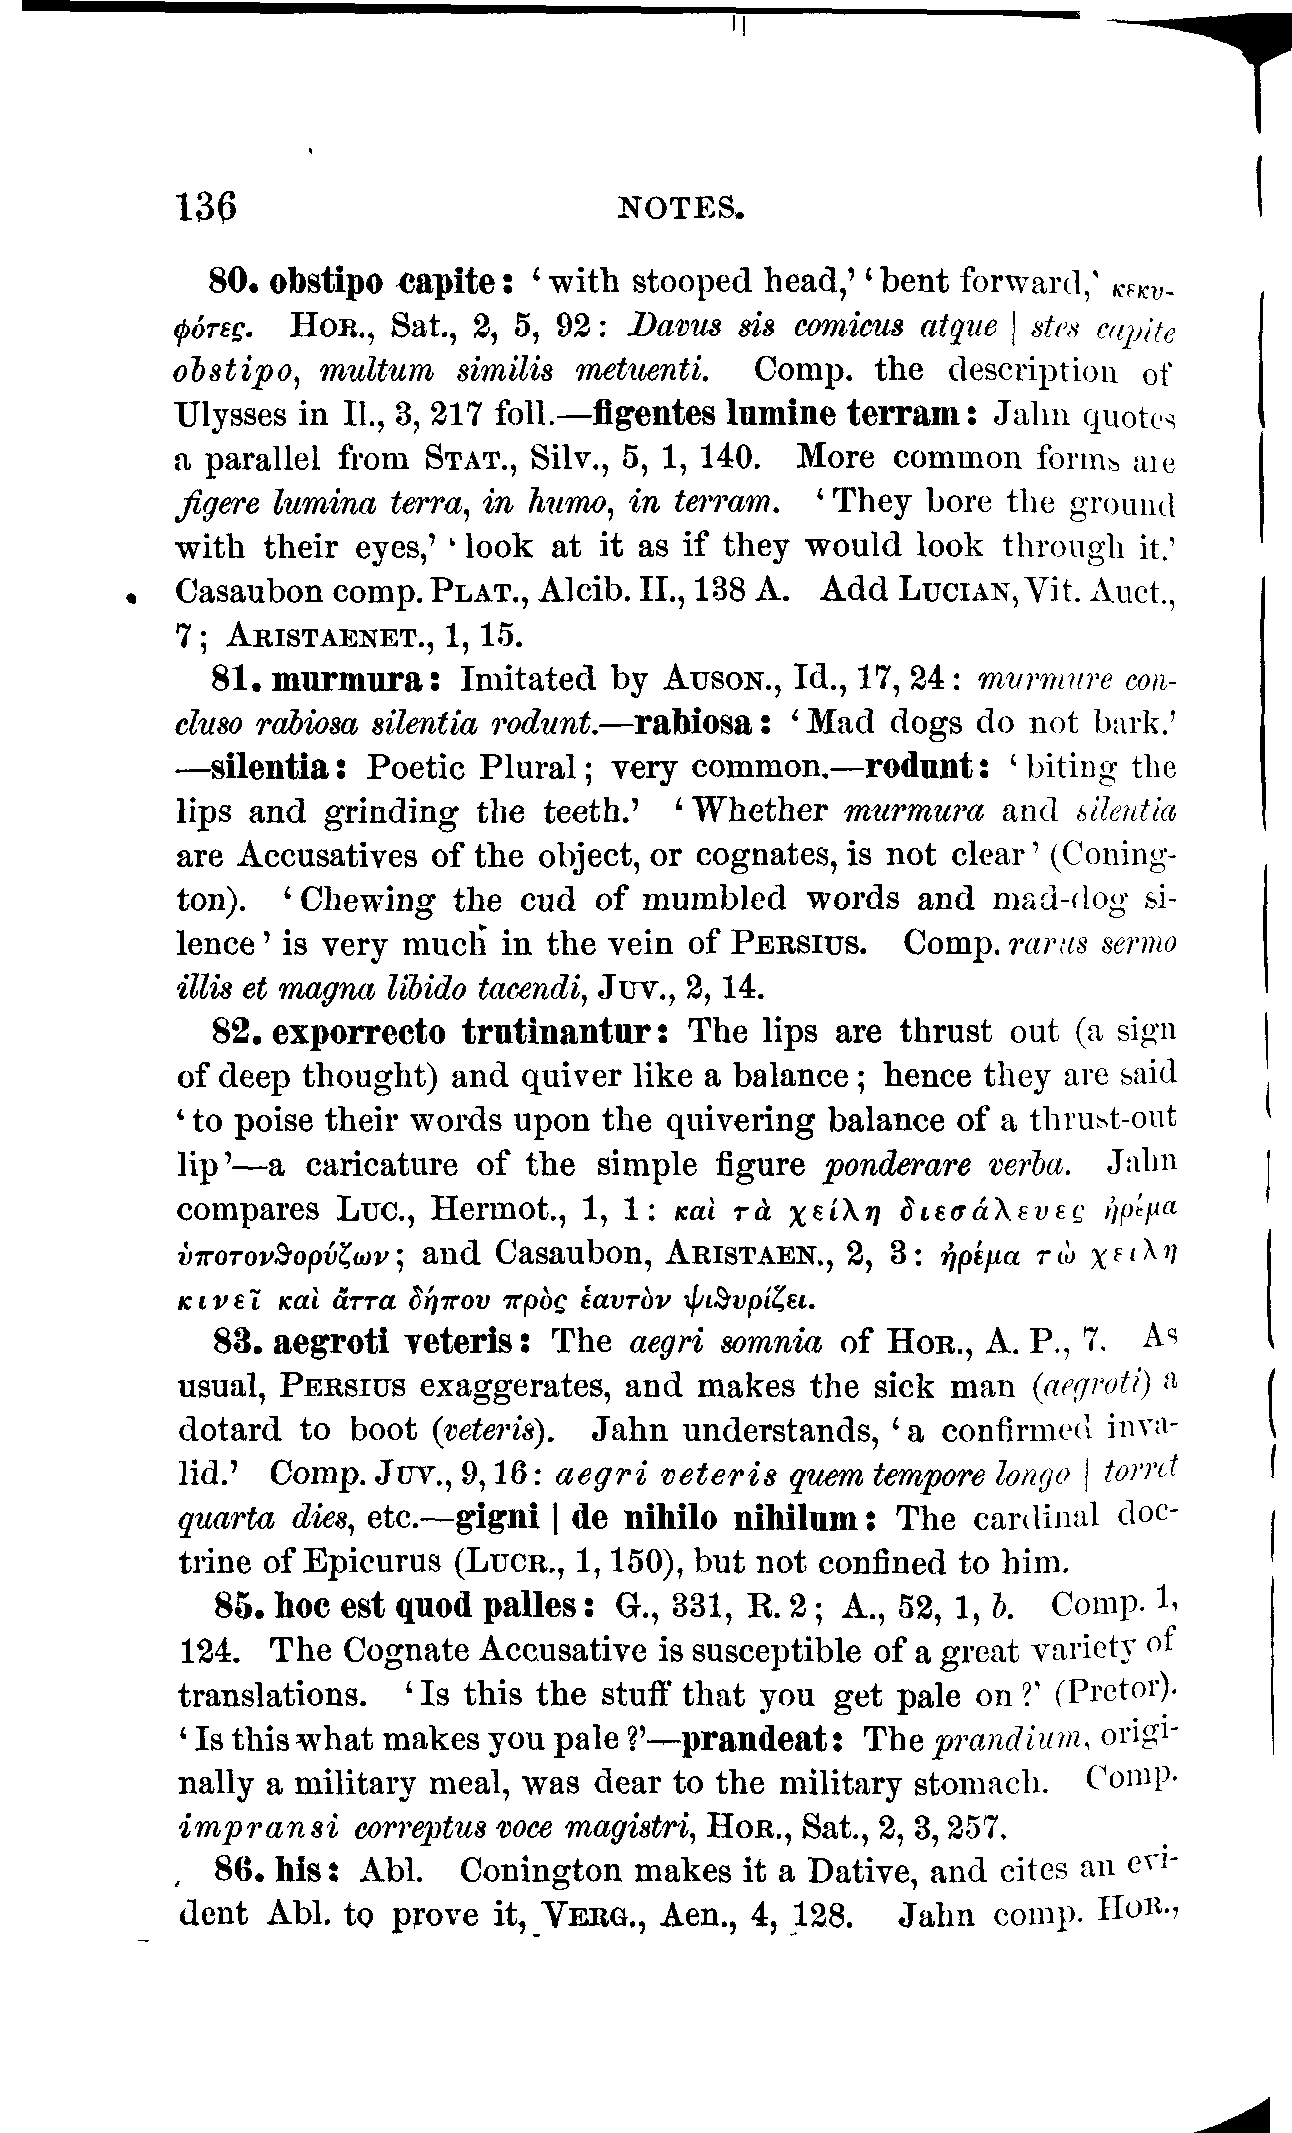 136 NOTES.
80. obstipo capite: ‘with stooped head,’ ‘bent forward,’ κεκυ-
φότες. HOR., Sat., 2, 5, 92: Davus sis comicus atque | stes capite
obstipo, multum similis metuenti. Comp. the description of
Ulysses in Il., 3, 217 foll.—figentes lumine terram: Jahn quotes
a parallel from STAT., Silv., 5, 1, 140. More common forms are
figere lumina terra, in humo, in terram. ‘They bore the ground
with their eyes,’ ‘look at it as if they would look through it.’
Casaubon comp. PLAT., Alcib. II., 138 A. Add LUCIAN, Vit. Auct.,
7; ARISTAENET., 1, 15.
81. murmura: Imitated by AUSON., Id., 17, 24: murmure con-
cluso rabiosa silentia rodunt.—rabiosa: ‘Mad dogs do not bark.’
—silentia: Poetic Plural; very common.—rodunt: ‘biting the
lips and grinding the teeth.’ ‘Whether murmura and silentia
are Accusatives of the object, or cognates, is not clear’ (Coning-
ton). ‘Chewing the cud of mumbled words and mad-dog si-
lence’ is very much in the vein of PERSIUS. Comp. rarus sermo
illis et magna libido tacendi, JUV., 2, 14.
82. exporrecto trutinantur: The lips are thrust out (a sign
of deep thought) and quiver like a balance; hence they are said
‘to poise their words upon the quivering balance of a thrust-out
lip’—a caricature of the simple figure ponderare verba. Jahn
compares LUC., Hermot., 1, 1: καὶ τὰ χείλη διεσάλευες ἠρέμα
ὑποτονϑορύζων; and Casaubon, ARISTAEN., 2, 3: ἠρέμα τὼ χείλη
κινεῖ καὶ ἄττα δήπου πρὸς ἑαυτὸν ψιϑυρίζει.
83. aegroti veteris: The aegri somnia of HOR., A. P., 7. As
usual, PERSIUS exaggerates, and makes the sick man (aegroti) a
dotard to boot (veteris). Jahn understands, ‘a confirmed inva-
lid.’ Comp. JUV., 9, 16: aegri veteris quem tempore longo | torret
quarta dies, etc.—gigni | de nihilo nihilum: The cardinal doc-
trine of Epicurus (LUCR., 1, 150), but not confined to him.
85. hoc est quod palles: G., 331, R. 2; A., 52, 1, b. Comp. 1,
124. The Cognate Accusative is susceptible of a great variety of
translations. ‘Is this the stuff that you get pale on?’ (Pretor).
‘Is this what makes you pale?’—prandeat: The prandium, origi-
nally a military meal, was dear to the military stomach. Comp.
impransi correptus voce magistri, HOR., Sat., 2, 3, 257.
86. his: Abl. Conington makes it a Dative, and cites an evi-
dent Abl. to prove it, VERG., Aen., 4, 128. Jahn comp. HOR.,